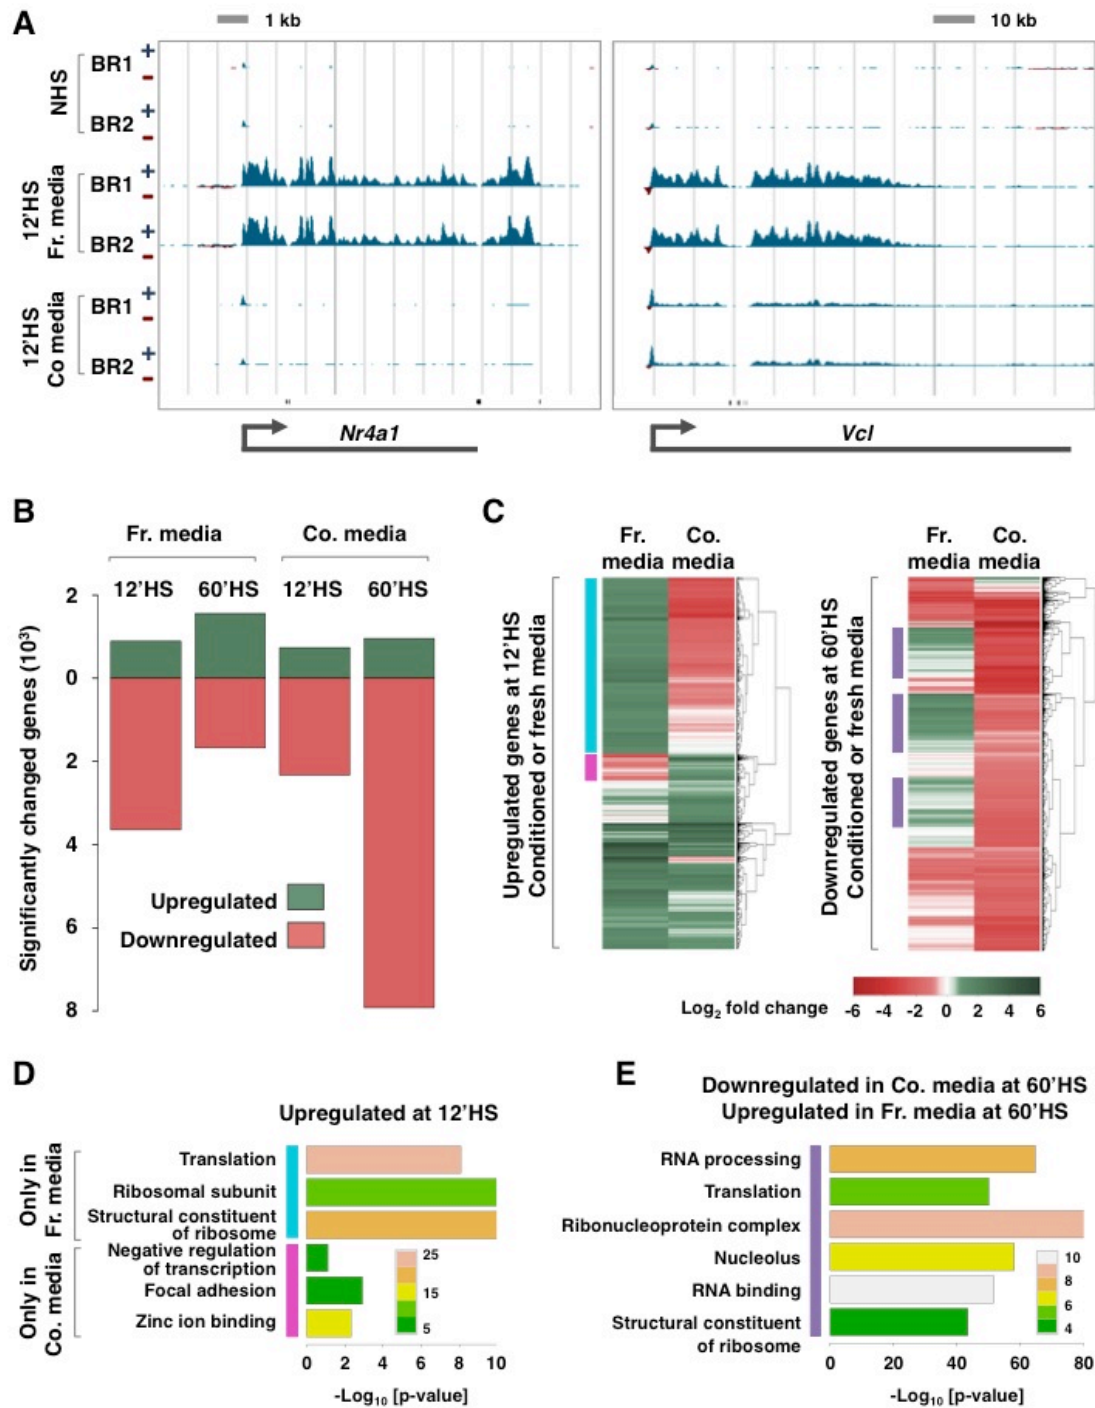 A
1 kb
10 kb
NHS
BR1
+
−
BR2
+
−
12'HS
Fr. media
BR1
+
−
BR2
+
−
12'HS
Co media
BR1
+
−
BR2
+
−
Nr4a1
Vcl
B
Fr. media
Co. media
12'HS
60'HS
12'HS
60'HS
Significantly changed genes (10³)
2
0
2
4
6
8
Upregulated
Downregulated
C
Fr.
media
Co.
media
Upregulated genes at 12'HS
Conditioned or fresh media
Fr.
media
Co.
media
Downregulated genes at 60'HS
Conditioned or fresh media
Log₂ fold change
-6 -4 -2 0 2 4 6
D
Upregulated at 12'HS
Only in
Fr. media
Translation
Ribosomal subunit
Structural constituent
of ribosome
Only in
Co. media
Negative regulation
of transcription
Focal adhesion
Zinc ion binding
25
15
5
0 2 4 6 8 10
-Log₁₀ [p-value]
E
Downregulated in Co. media at 60'HS
Upregulated in Fr. media at 60'HS
RNA processing
Translation
Ribonucleoprotein complex
Nucleolus
RNA binding
Structural constituent
of ribosome
10
8
6
4
0 20 40 60 80
-Log₁₀ [p-value]